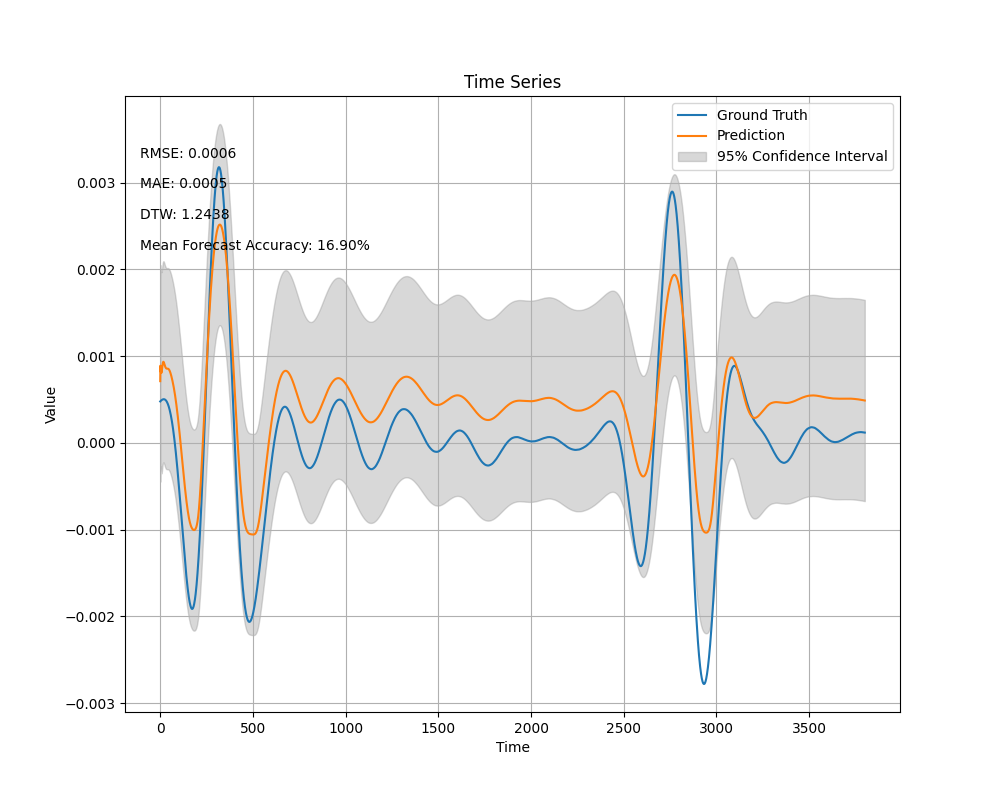 Time Series
Ground Truth
Prediction
95% Confidence Interval
RMSE: 0.0006
MAE: 0.0005
DTW: 1.2438
Mean Forecast Accuracy: 16.90%
Value
0.003
0.002
0.001
0.000
−0.001
−0.002
−0.003
0
500
1000
1500
2000
2500
3000
3500
Time